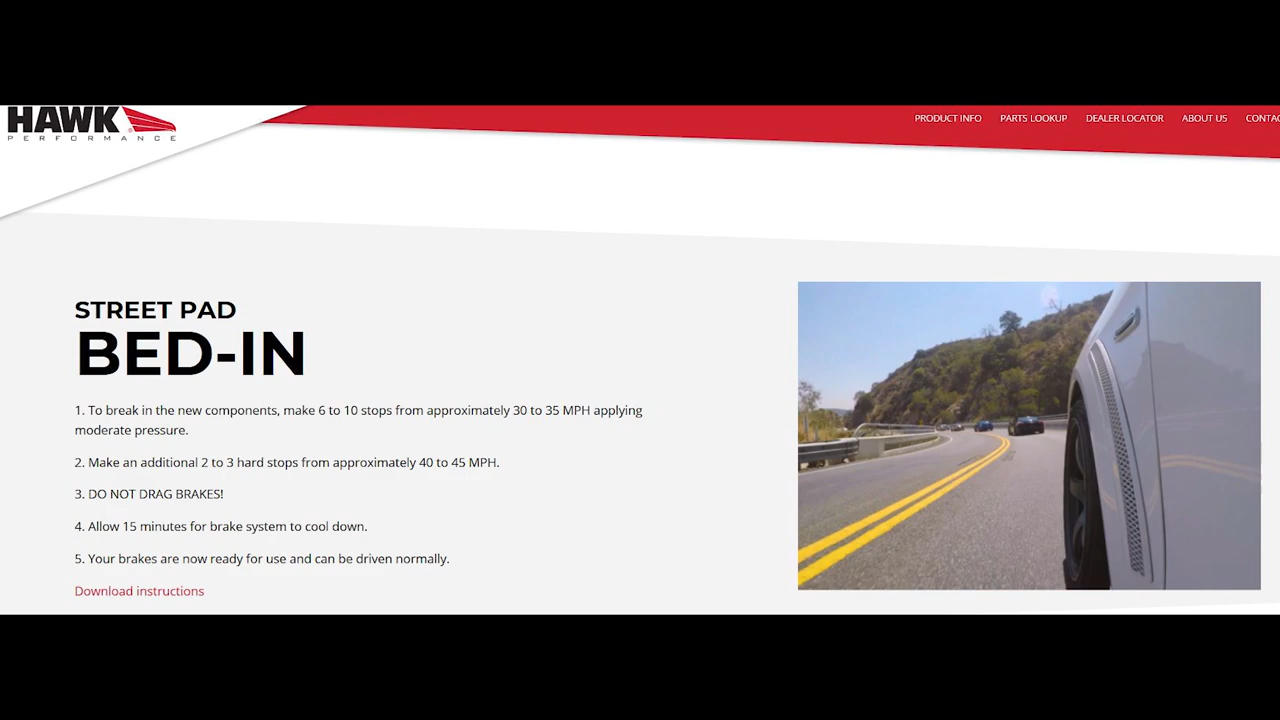 HAWK
PERFORMANCE
PRODUCT INFO PARTS LOOKUP DEALER LOCATOR ABOUT US CONTAC
STREET PAD
BED-IN
1. To break in the new components, make 6 to 10 stops from approximately 30 to 35 MPH applying
moderate pressure.
2. Make an additional 2 to 3 hard stops from approximately 40 to 45 MPH.
3. DO NOT DRAG BRAKES!
4. Allow 15 minutes for brake system to cool down.
5. Your brakes are now ready for use and can be driven normally.
Download instructions